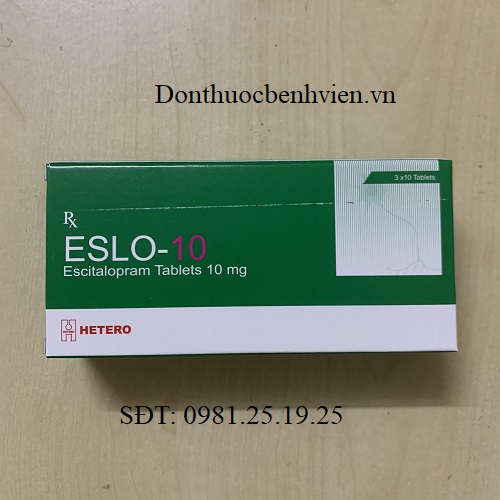 Donthuocbenhvien.vn
3 x10 Tablets
Rx
ESLO-10
Escitalopram Tablets 10 mg
HETERO
SĐT: 0981.25.19.25